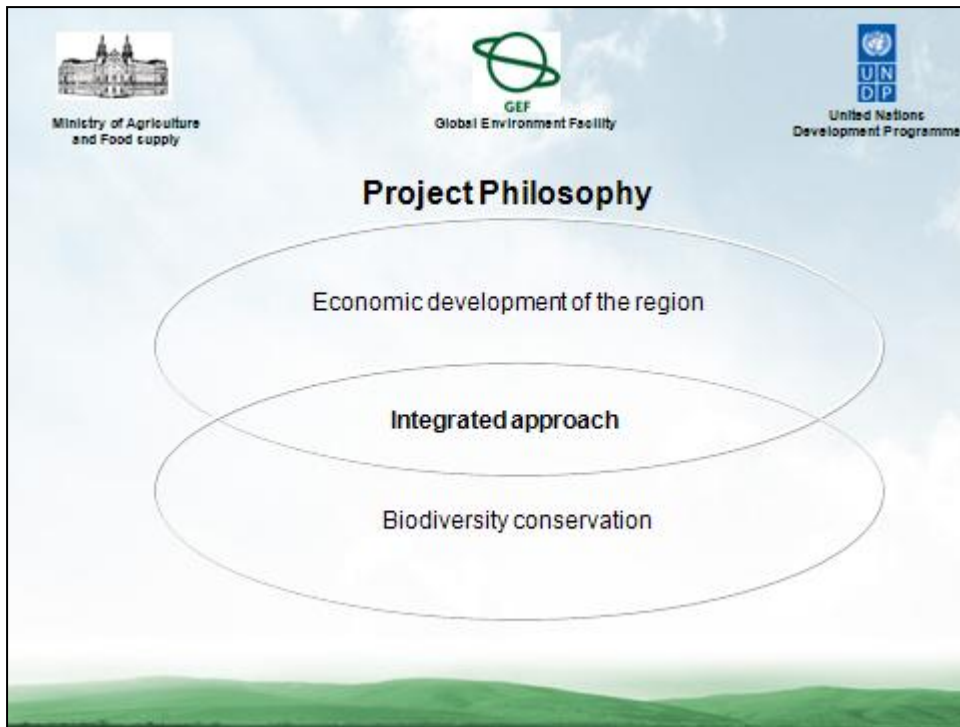 Ministry of Agriculture
and Food supply
GEF
Global Environment Facility
UN
DP
United Nations
Development Programme
Project Philosophy
Economic development of the region
Integrated approach
Biodiversity conservation